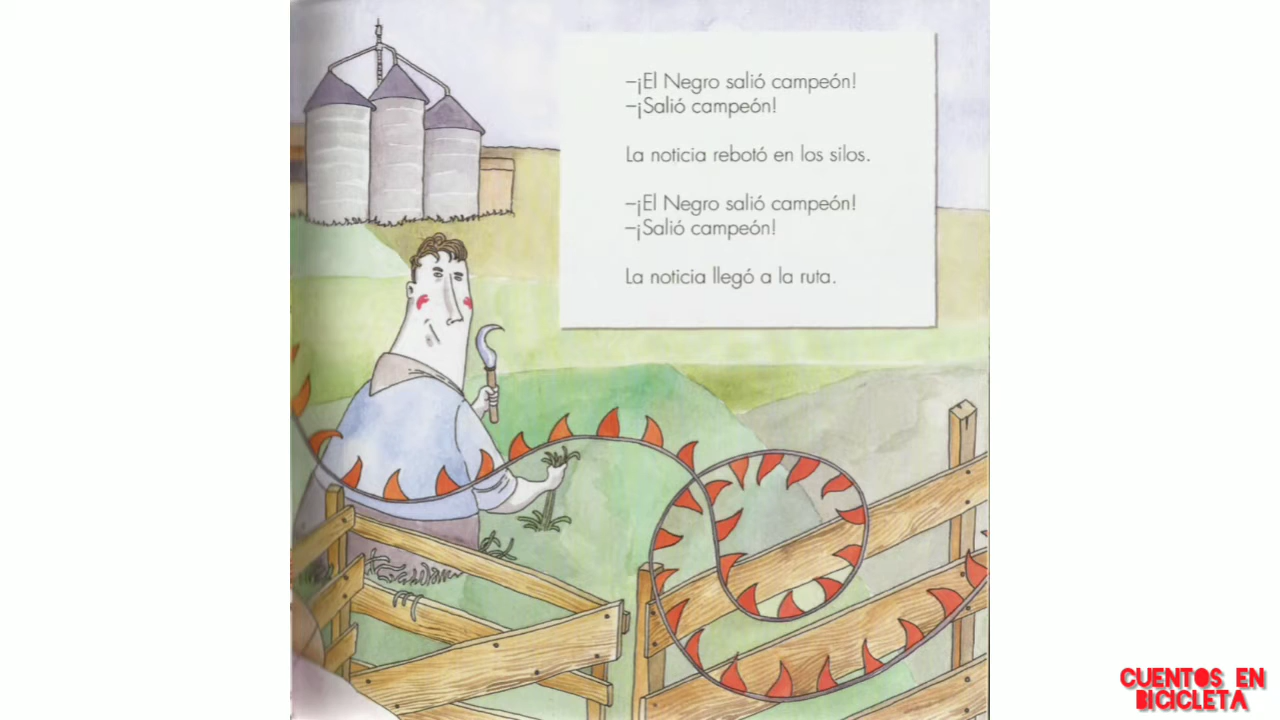 –¡El Negro salió campeón!
–¡Salió campeón!
La noticia rebotó en los silos.
–¡El Negro salió campeón!
–¡Salió campeón!
La noticia llegó a la ruta.
CUENTOS EN
BICICLETA